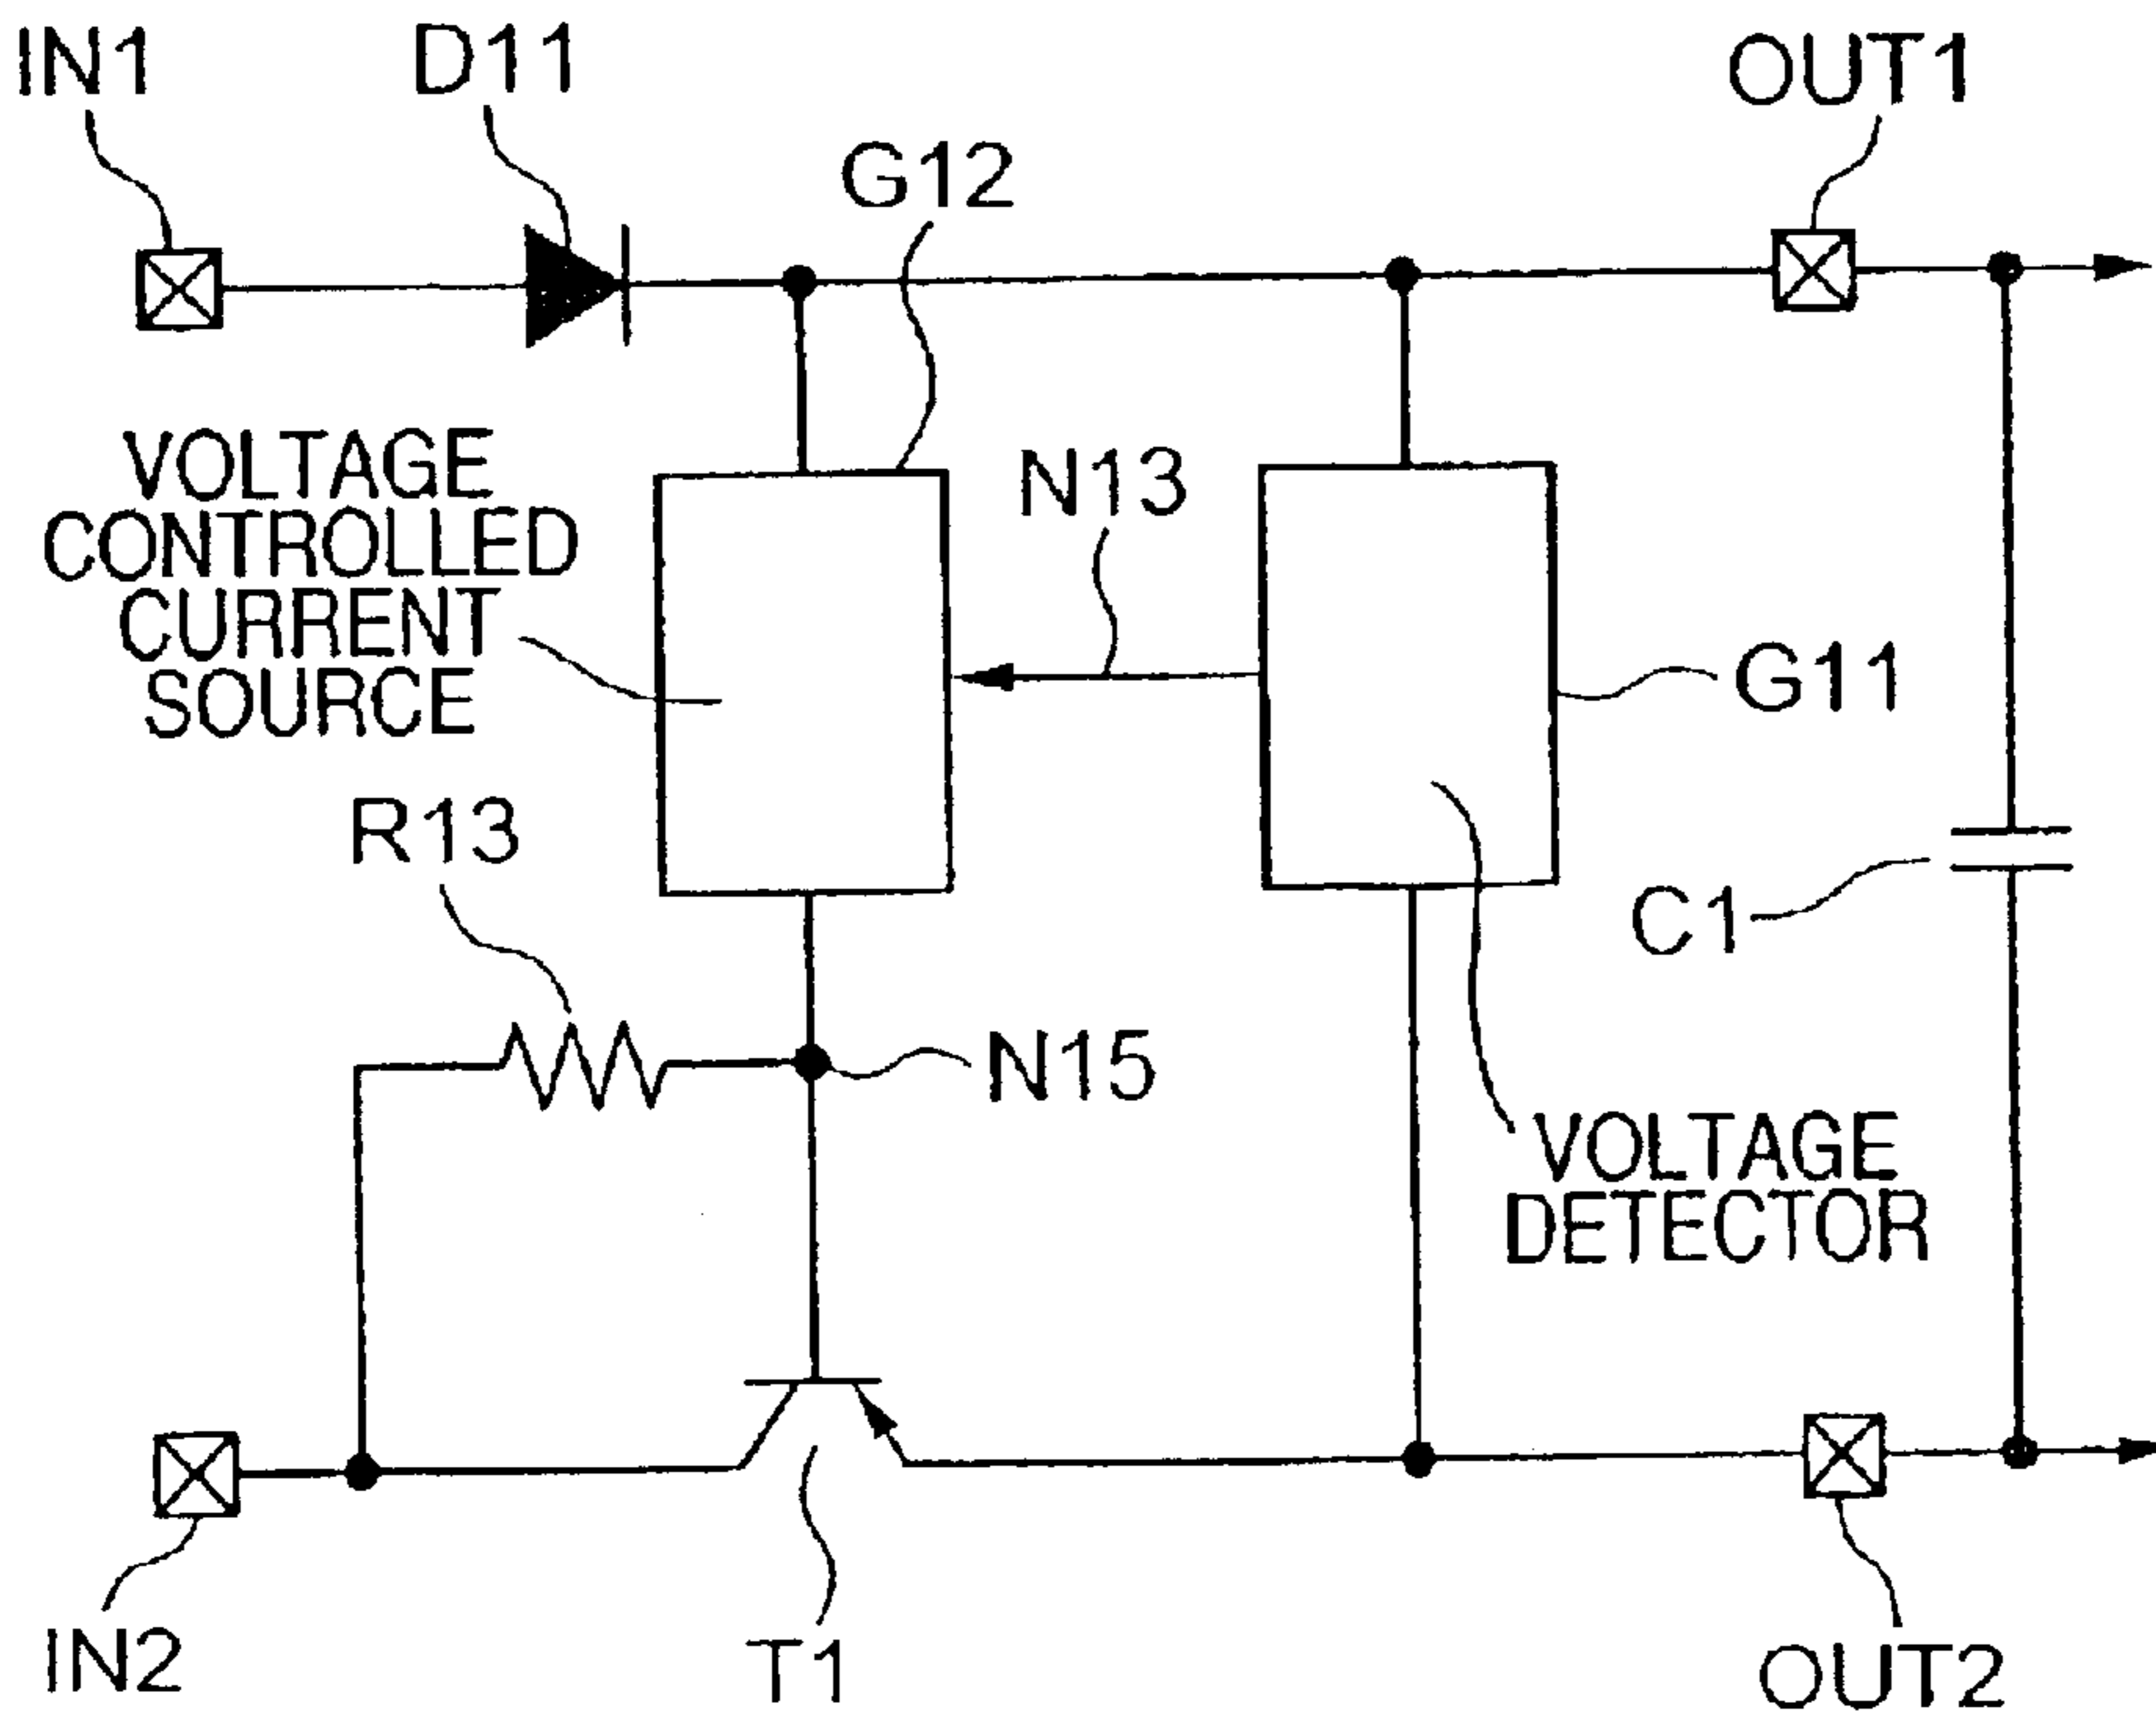 IN1
D11
OUT1
G12
VOLTAGE
CONTROLLED
CURRENT
SOURCE
N13
G11
R13
C1
N15
VOLTAGE
DETECTOR
IN2
T1
OUT2